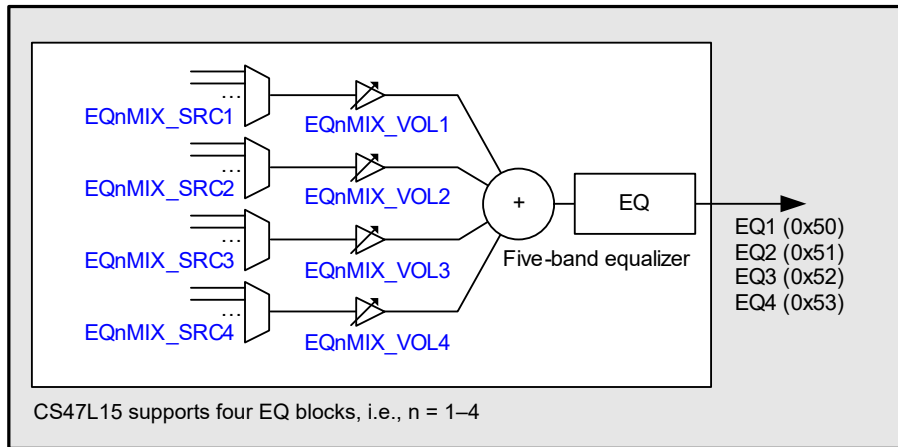 ...
EQnMIX_SRC1
EQnMIX_VOL1
...
EQnMIX_SRC2
EQnMIX_VOL2
...
EQnMIX_SRC3
EQnMIX_VOL3
...
EQnMIX_SRC4
EQnMIX_VOL4
+
Five-band equalizer
EQ
EQ1 (0x50)
EQ2 (0x51)
EQ3 (0x52)
EQ4 (0x53)
CS47L15 supports four EQ blocks, i.e., n = 1–4